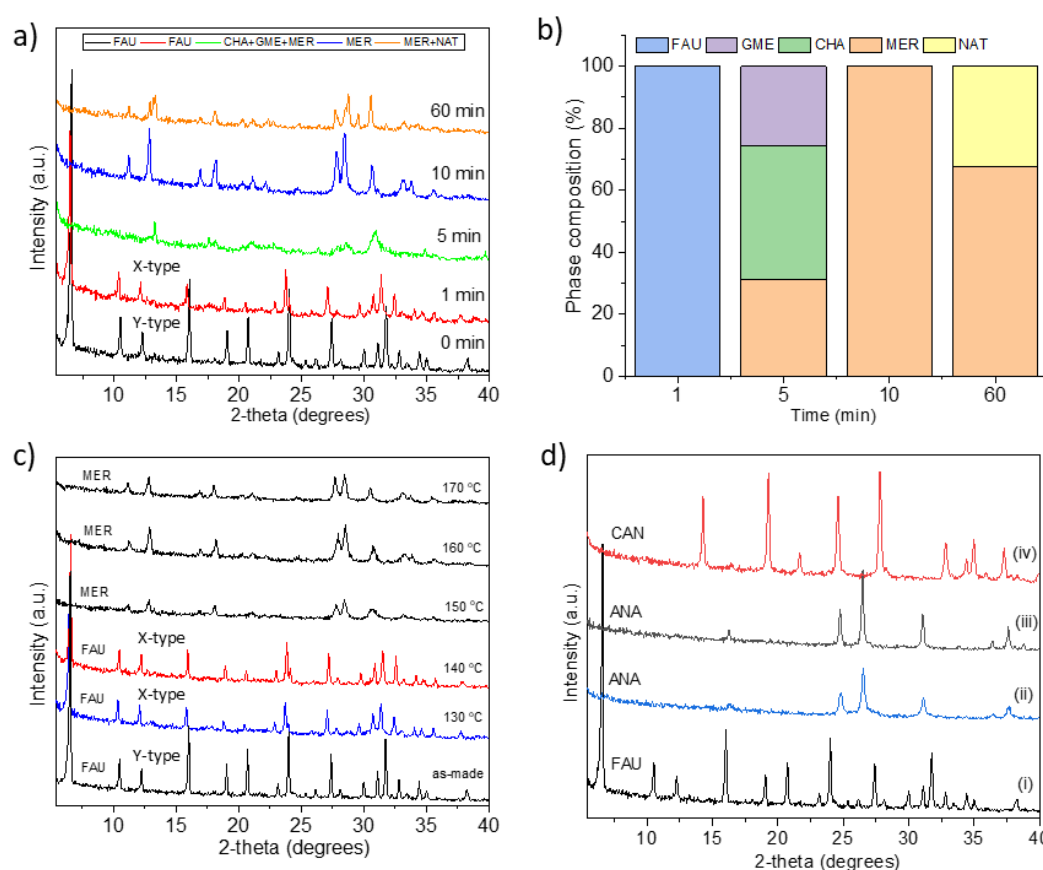 a)
FAU FAU CHA+GME+MER MER MER+NAT
60 min
10 min
5 min
X-type
1 min
Y-type
0 min
Intensity (a.u.)
10 15 20 25 30 35 40
2-theta (degrees)
b)
FAU GME CHA MER NAT
100
80
60
40
20
0
Phase composition (%)
1 5 10 60
Time (min)
c)
MER 170 °C
MER 160 °C
MER 150 °C
FAU X-type 140 °C
FAU X-type 130 °C
FAU Y-type as-made
Intensity (a.u.)
10 15 20 25 30 35 40
2-theta (degrees)
d)
CAN (iv)
ANA (iii)
ANA (ii)
FAU (i)
Intensity (a.u.)
10 15 20 25 30 35 40
2-theta (degrees)